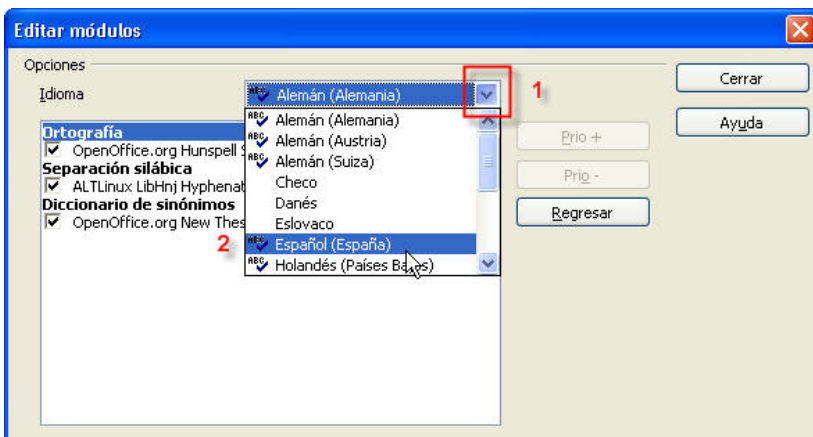 Editar módulos
Opciones
Idioma
Alemán (Alemania)
1
Cerrar
Ayuda
Alemán (Alemania)
Alemán (Austria)
Alemán (Suiza)
Checo
Danés
Eslovaco
Español (España)
Holandés (Países Bajos)
2
Ortografía
OpenOffice.org Hunspell S
Separación silábica
ALTLinux LibHnj Hyphenat
Diccionario de sinónimos
OpenOffice.org New Thes
Prio +
Prio -
Regresar